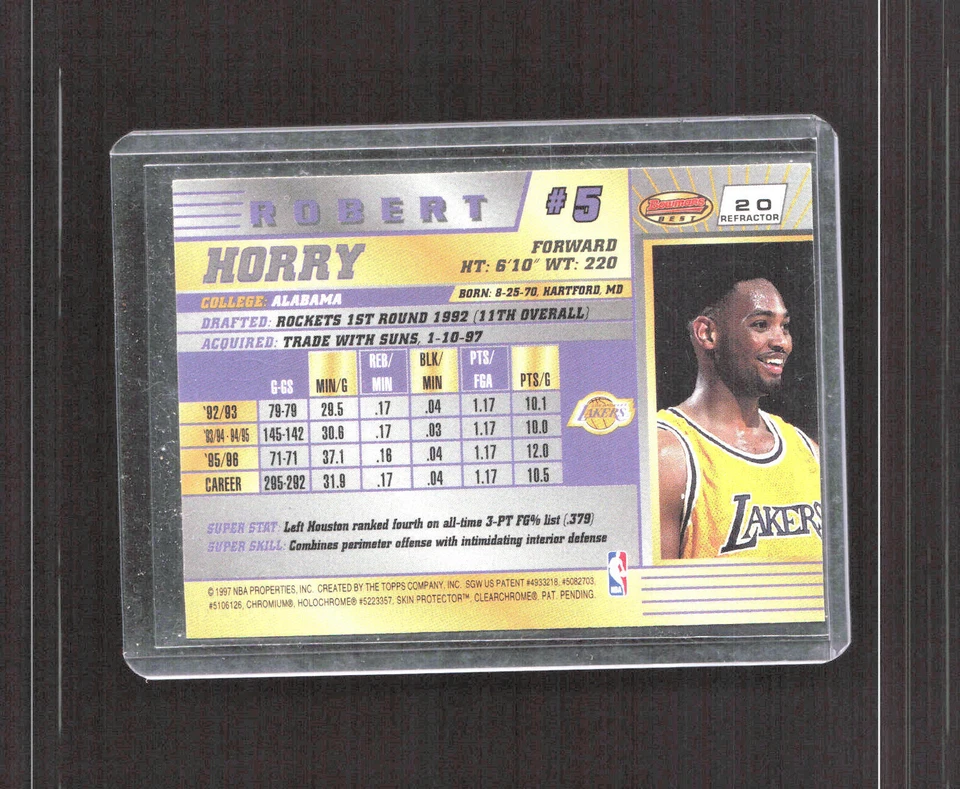 ROBERT
#5
HORRY
FORWARD
HT: 6'10" WT: 220
COLLEGE: ALABAMA
BORN: 8-25-70, HARTFORD, MD
DRAFTED: ROCKETS 1ST ROUND 1992 (11TH OVERALL)
ACQUIRED: TRADE WITH SUNS, 1-10-97
G-GS MIN/G REB/MIN BLK/MIN PTS/FGA PTS/G
'92/93 79-79 29.5 .17 .04 1.17 10.1
'93/94 - 94/95 145-142 30.6 .17 .03 1.17 10.0
'95/96 71-71 37.1 .16 .04 1.17 12.0
CAREER 295-292 31.9 .17 .04 1.17 10.5
LAKERS
SUPER STAT: Left Houston ranked fourth on all-time 3-PT FG% list (.379)
SUPER SKILL: Combines perimeter offense with intimidating interior defense
© 1997 NBA PROPERTIES, INC. CREATED BY THE TOPPS COMPANY, INC. SGW US PATENT #4933218, #5082703,
#5106126, CHROMIUM®, HOLOCHROME® #5223357, SKIN PROTECTOR™, CLEARCHROME®, PAT. PENDING.
Bowman's
BEST
20
REFRACTOR
LAKERS